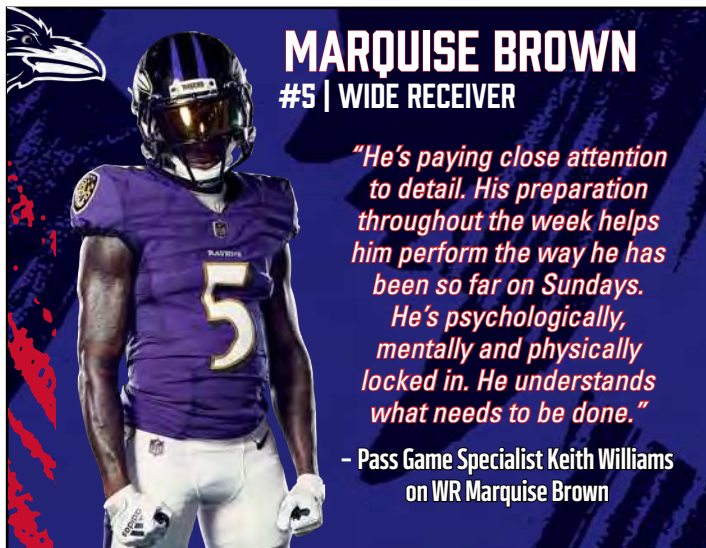 MARQUISE BROWN
#5 | WIDE RECEIVER
“He’s paying close attention
to detail. His preparation
throughout the week helps
him perform the way he has
been so far on Sundays.
He’s psychologically,
mentally and physically
locked in. He understands
what needs to be done.”
– Pass Game Specialist Keith Williams
on WR Marquise Brown
RAVENS
5